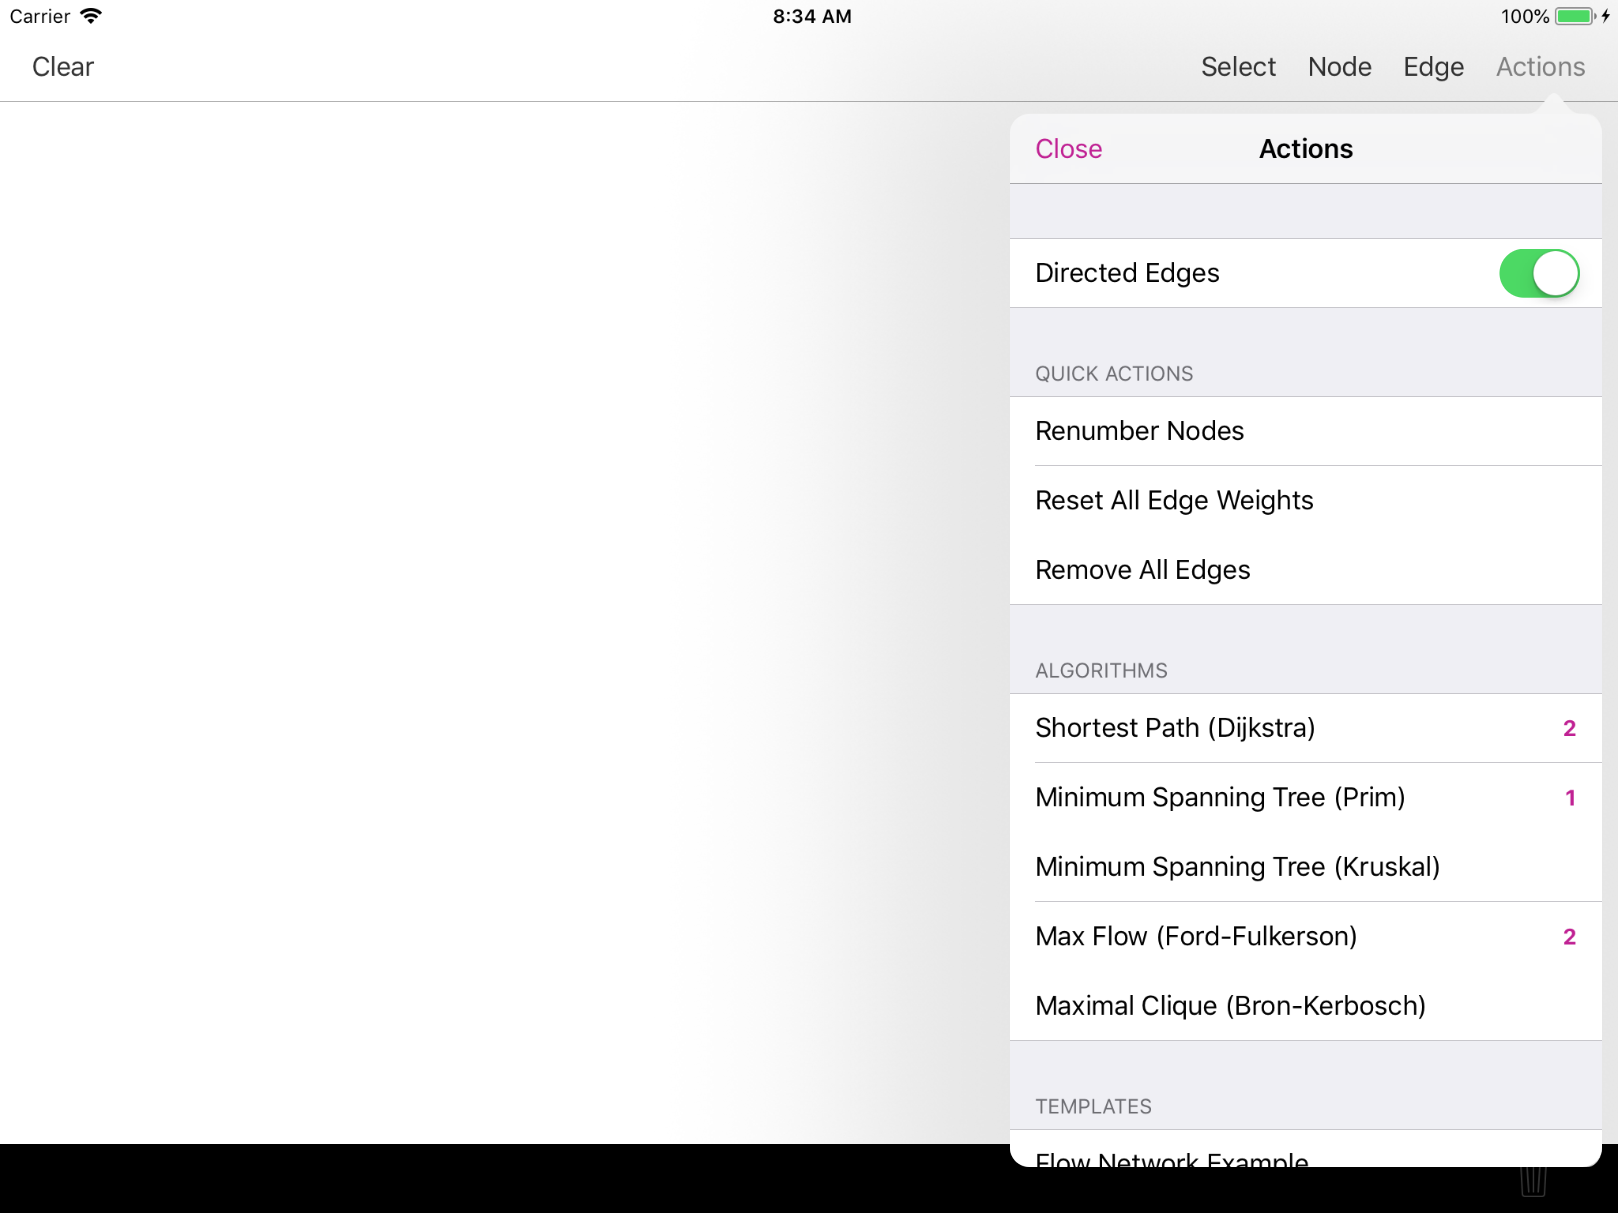 Carrier 8:34 AM 100%
Clear Select Node Edge Actions
Close Actions
Directed Edges
QUICK ACTIONS
Renumber Nodes
Reset All Edge Weights
Remove All Edges
ALGORITHMS
Shortest Path (Dijkstra) 2
Minimum Spanning Tree (Prim) 1
Minimum Spanning Tree (Kruskal)
Max Flow (Ford-Fulkerson) 2
Maximal Clique (Bron-Kerbosch)
TEMPLATES
Flow Network Example